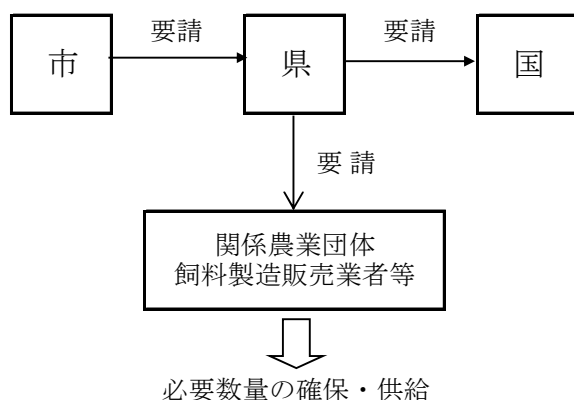 要請
要請
市
県
国
要 請
関係農業団体
飼料製造販売業者等
必要数量の確保・供給